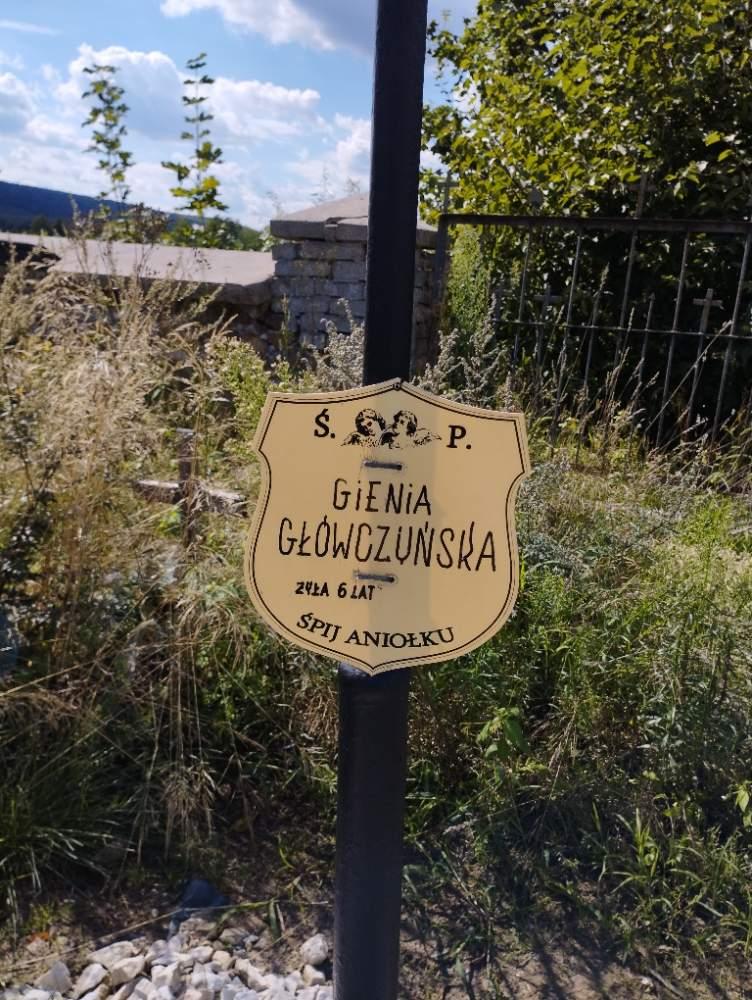 Ś. P.
GiENiA
GŁÓWCZUŃSKA
ŻYŁA 6 LAT
ŚPIJ ANIOŁKU